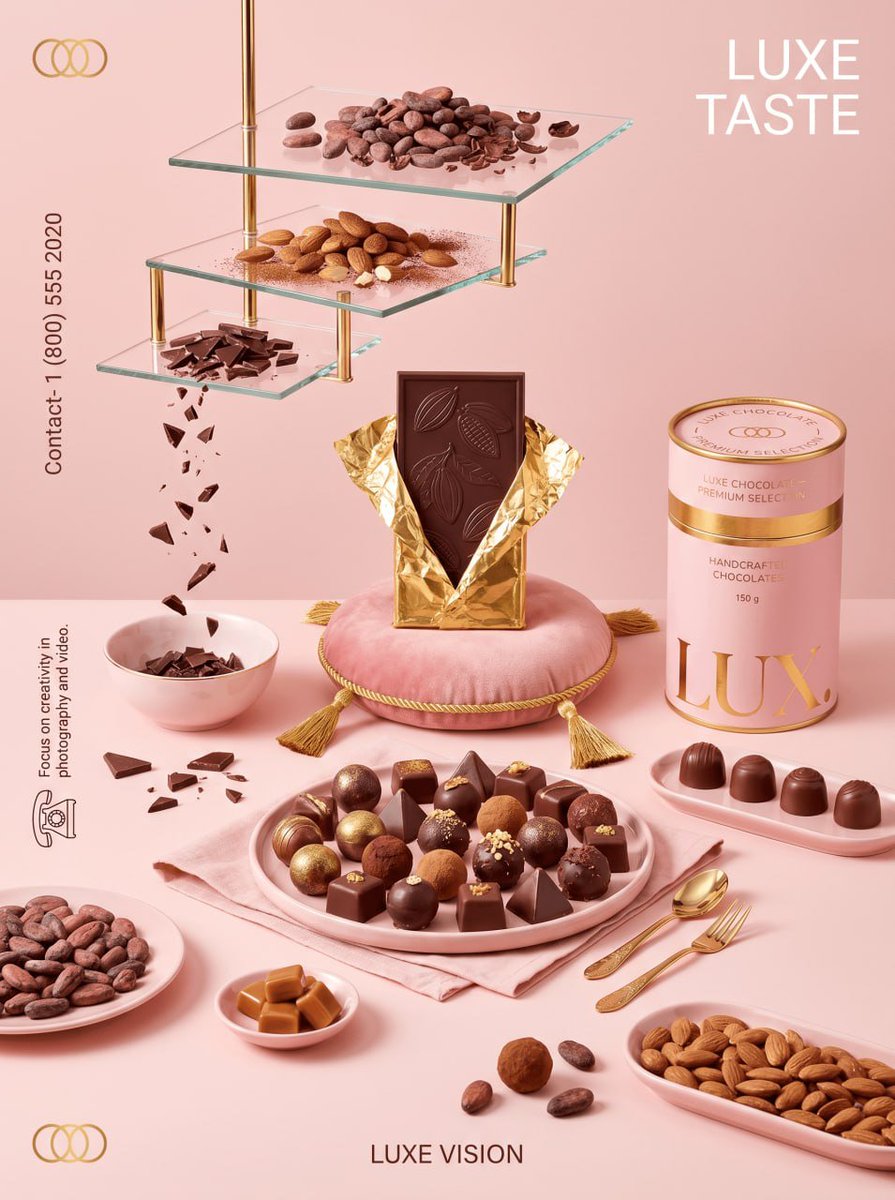 LUXE
TASTE
Contact- 1 (800) 555 2020
LUXE CHOCOLATE
PREMIUM SELECTION
LUXE CHOCOLATE –
PREMIUM SELECTION
HANDCRAFTED
CHOCOLATES
150 g
LUX.
Focus on creativity in
photography and video.
LUXE VISION